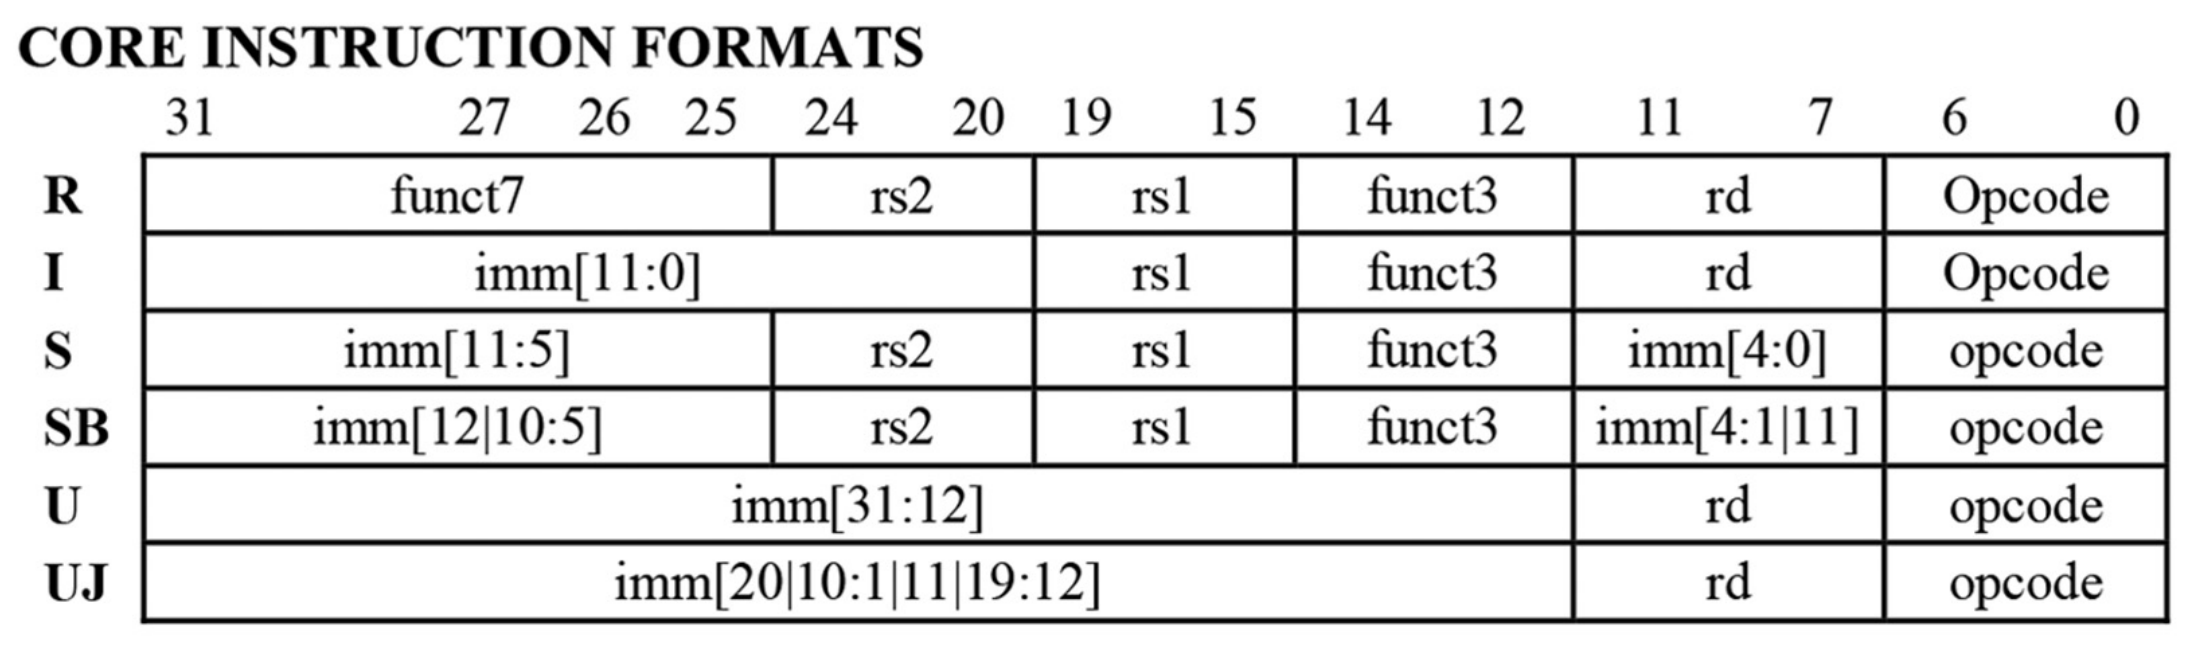 CORE INSTRUCTION FORMATS
31 27 26 25 24 20 19 15 14 12 11 7 6 0
R funct7 rs2 rs1 funct3 rd Opcode
I imm[11:0] rs1 funct3 rd Opcode
S imm[11:5] rs2 rs1 funct3 imm[4:0] opcode
SB imm[12|10:5] rs2 rs1 funct3 imm[4:1|11] opcode
U imm[31:12] rd opcode
UJ imm[20|10:1|11|19:12] rd opcode